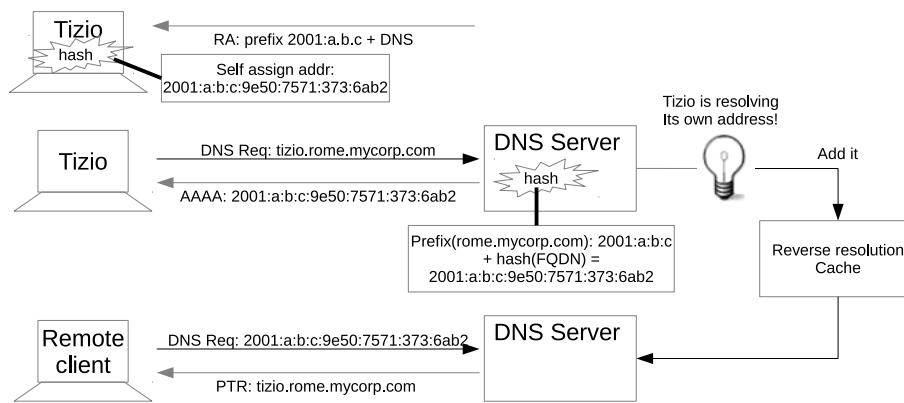 Tizio
hash
RA: prefix 2001:a.b.c + DNS
Self assign addr:
2001:a:b:c:9e50:7571:373:6ab2
Tizio is resolving
Its own address!
Tizio
DNS Req: tizio.rome.mycorp.com
AAAA: 2001:a:b:c:9e50:7571:373:6ab2
DNS Server
hash
Add it
Prefix(rome.mycorp.com): 2001:a:b:c
+ hash(FQDN) =
2001:a:b:c:9e50:7571:373:6ab2
Reverse resolution
Cache
Remote
client
DNS Req: 2001:a:b:c:9e50:7571:373:6ab2
PTR: tizio.rome.mycorp.com
DNS Server